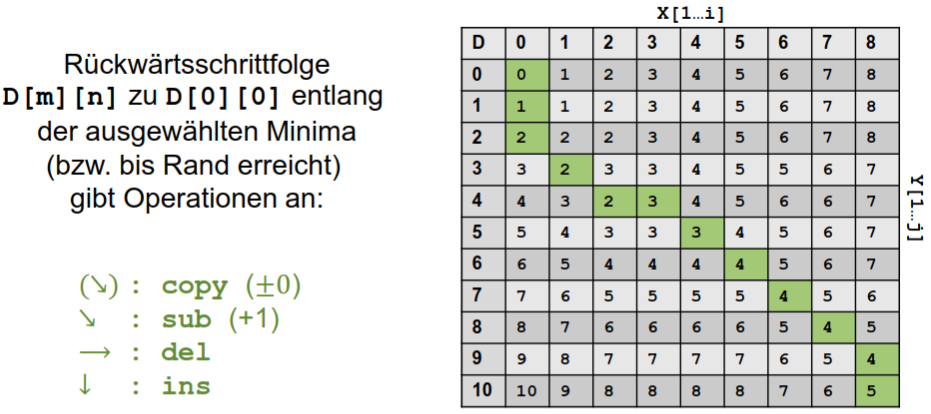 Rückwärtsschrittfolge
D[m][n] zu D[0][0] entlang
der ausgewählten Minima
(bzw. bis Rand erreicht)
gibt Operationen an:
(↘) : copy (±0)
↘ : sub (+1)
→ : del
↓ : ins
X[1…i]
D 0 1 2 3 4 5 6 7 8
0 0 1 2 3 4 5 6 7 8
1 1 1 2 3 4 5 6 7 8
2 2 2 2 3 4 5 6 7 8
3 3 2 3 3 4 5 5 6 7
4 4 3 2 3 4 5 6 6 7
5 5 4 3 3 3 4 5 6 7
6 6 5 4 4 4 4 5 6 7
7 7 6 5 5 5 5 4 5 6
8 8 7 6 6 6 6 5 4 5
9 9 8 7 7 7 7 6 5 4
10 10 9 8 8 8 8 7 6 5
Y[1…j]